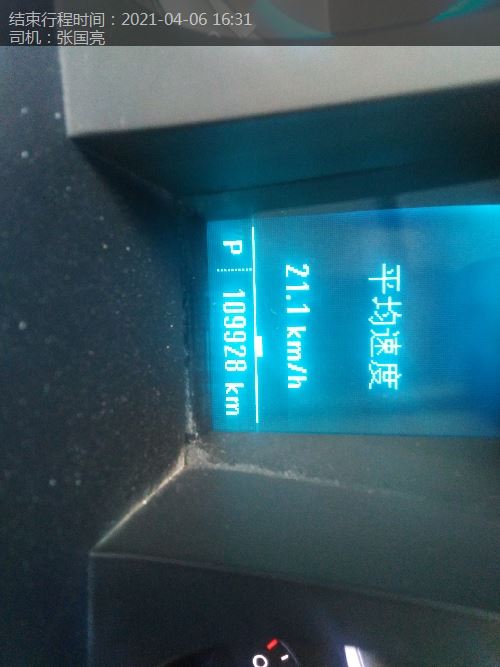 结束行程时间：2021-04-06 16:31
司机：张国亮
平均速度
21.1 km/h
P 109928 km